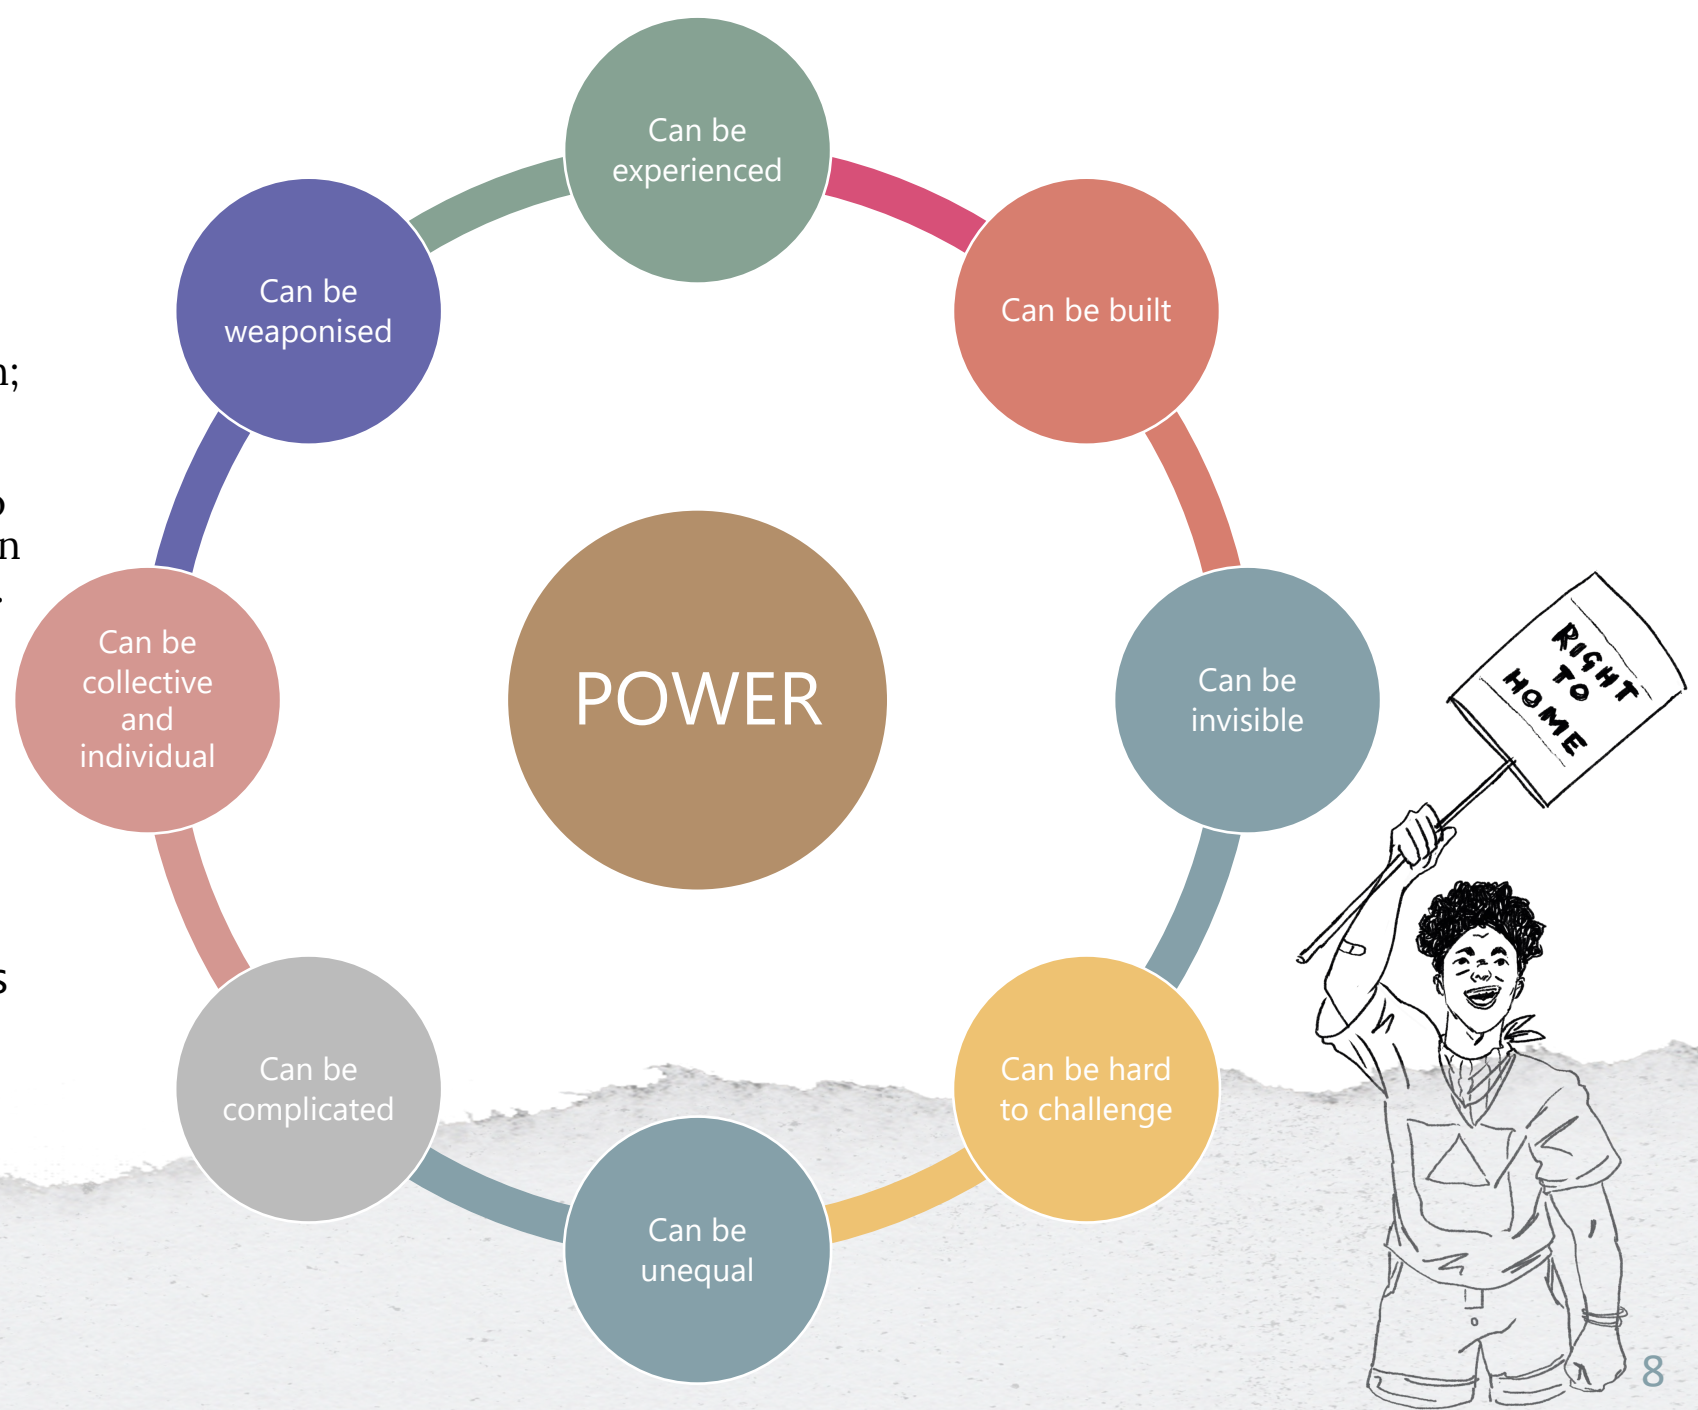 Can be
experienced
Can be built
Can be
invisible
Can be hard
to challenge
Can be
unequal
Can be
complicated
Can be
collective
and
individual
Can be
weaponised
POWER
RIGHT
TO
HOME
8